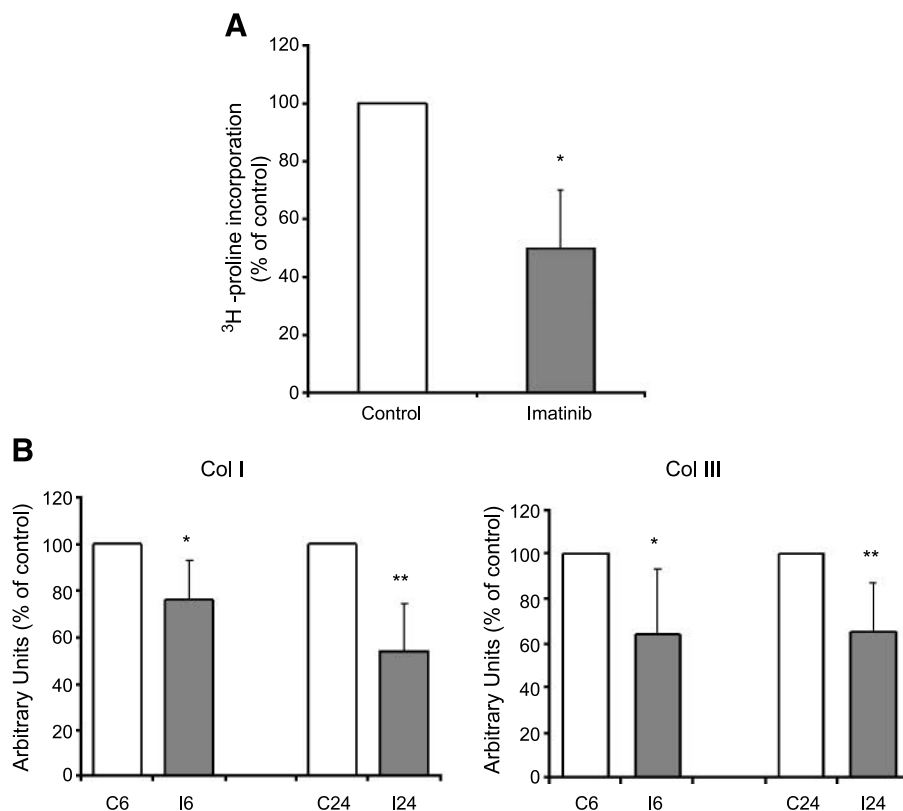 A
120
100
80
60
40
20
0
³H -proline incorporation
(% of control)
*
Control Imatinib
B
Col I
120
100
80
60
40
20
0
Arbitrary Units (% of control)
*
**
C6 I6 C24 I24
Col III
120
100
80
60
40
20
0
Arbitrary Units (% of control)
*
**
C6 I6 C24 I24